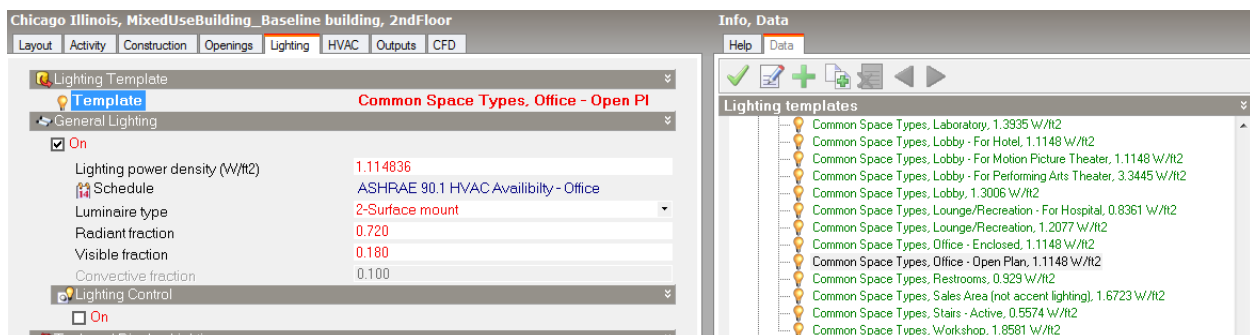 Chicago Illinois, MixedUseBuilding_Baseline building, 2ndFloor
Layout Activity Construction Openings Lighting HVAC Outputs CFD
Lighting Template
Template Common Space Types, Office - Open Pl
General Lighting
On
Lighting power density (W/ft2) 1.114836
Schedule ASHRAE 90.1 HVAC Availibilty - Office
Luminaire type 2-Surface mount
Radiant fraction 0.720
Visible fraction 0.180
Convective fraction 0.100
Lighting Control
On
Info, Data
Help Data
Lighting templates
Common Space Types, Laboratory, 1.3935 W/ft2
Common Space Types, Lobby - For Hotel, 1.1148 W/ft2
Common Space Types, Lobby - For Motion Picture Theater, 1.1148 W/ft2
Common Space Types, Lobby - For Performing Arts Theater, 3.3445 W/ft2
Common Space Types, Lobby, 1.3006 W/ft2
Common Space Types, Lounge/Recreation - For Hospital, 0.8361 W/ft2
Common Space Types, Lounge/Recreation, 1.2077 W/ft2
Common Space Types, Office - Enclosed, 1.1148 W/ft2
Common Space Types, Office - Open Plan, 1.1148 W/ft2
Common Space Types, Restrooms, 0.929 W/ft2
Common Space Types, Sales Area (not accent lighting), 1.6723 W/ft2
Common Space Types, Stairs - Active, 0.5574 W/ft2
Common Space Types, Workshop, 1.8581 W/ft2